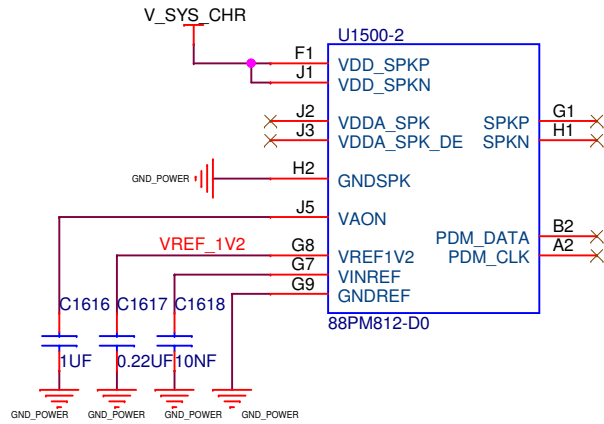 V_SYS_CHR
U1500-2
F1 VDD_SPKP
J1 VDD_SPKN
J2 VDDA_SPK SPKP G1
J3 VDDA_SPK_DE SPKN H1
GND_POWER H2 GNDSPK
J5 VAON
PDM_DATA B2
VREF_1V2 G8 VREF1V2 PDM_CLK A2
G7 VINREF
G9 GNDREF
C1616 C1617 C1618
88PM812-D0
1UF 0.22UF 10NF
GND_POWER GND_POWER GND_POWER GND_POWER